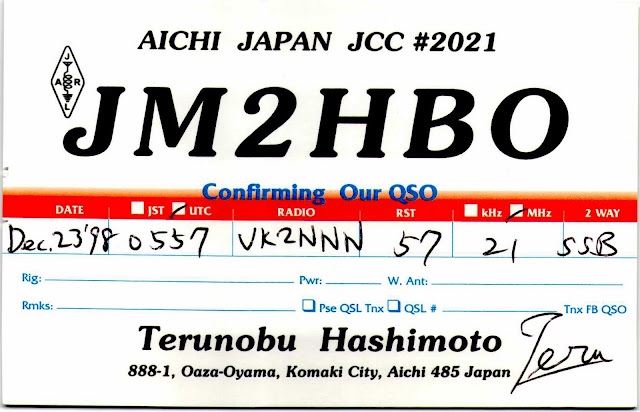 AICHI JAPAN JCC #2021
JARL
JM2HBO
Confirming Our QSO
DATE JST UTC RADIO RST kHz MHz 2 WAY
Dec. 23'98 0557 VK2NNN 57 21 SSB
Rig: Pwr: W. Ant:
Rmks: Pse QSL Tnx QSL # Tnx FB QSO
Terunobu Hashimoto
Teru
888-1, Oaza-Oyama, Komaki City, Aichi 485 Japan